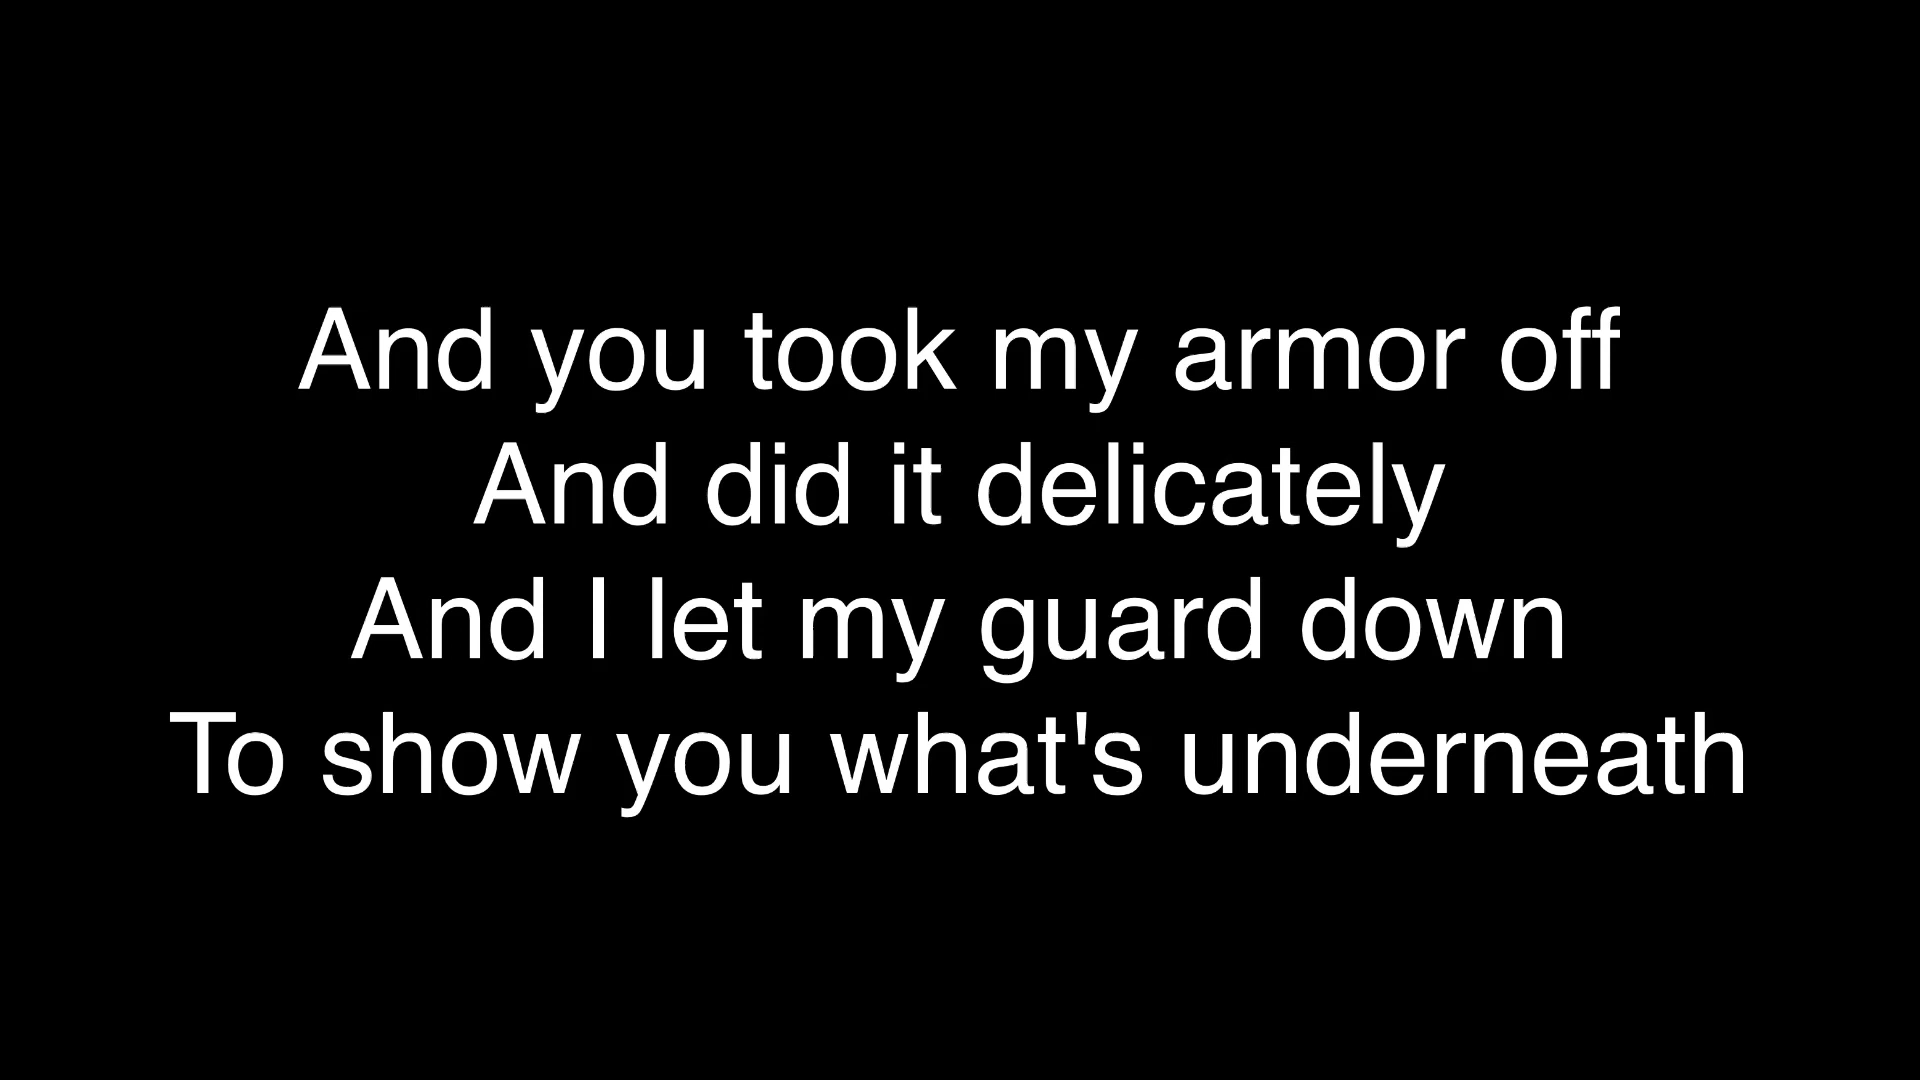 And you took my armor off
And did it delicately
And I let my guard down
To show you what's underneath